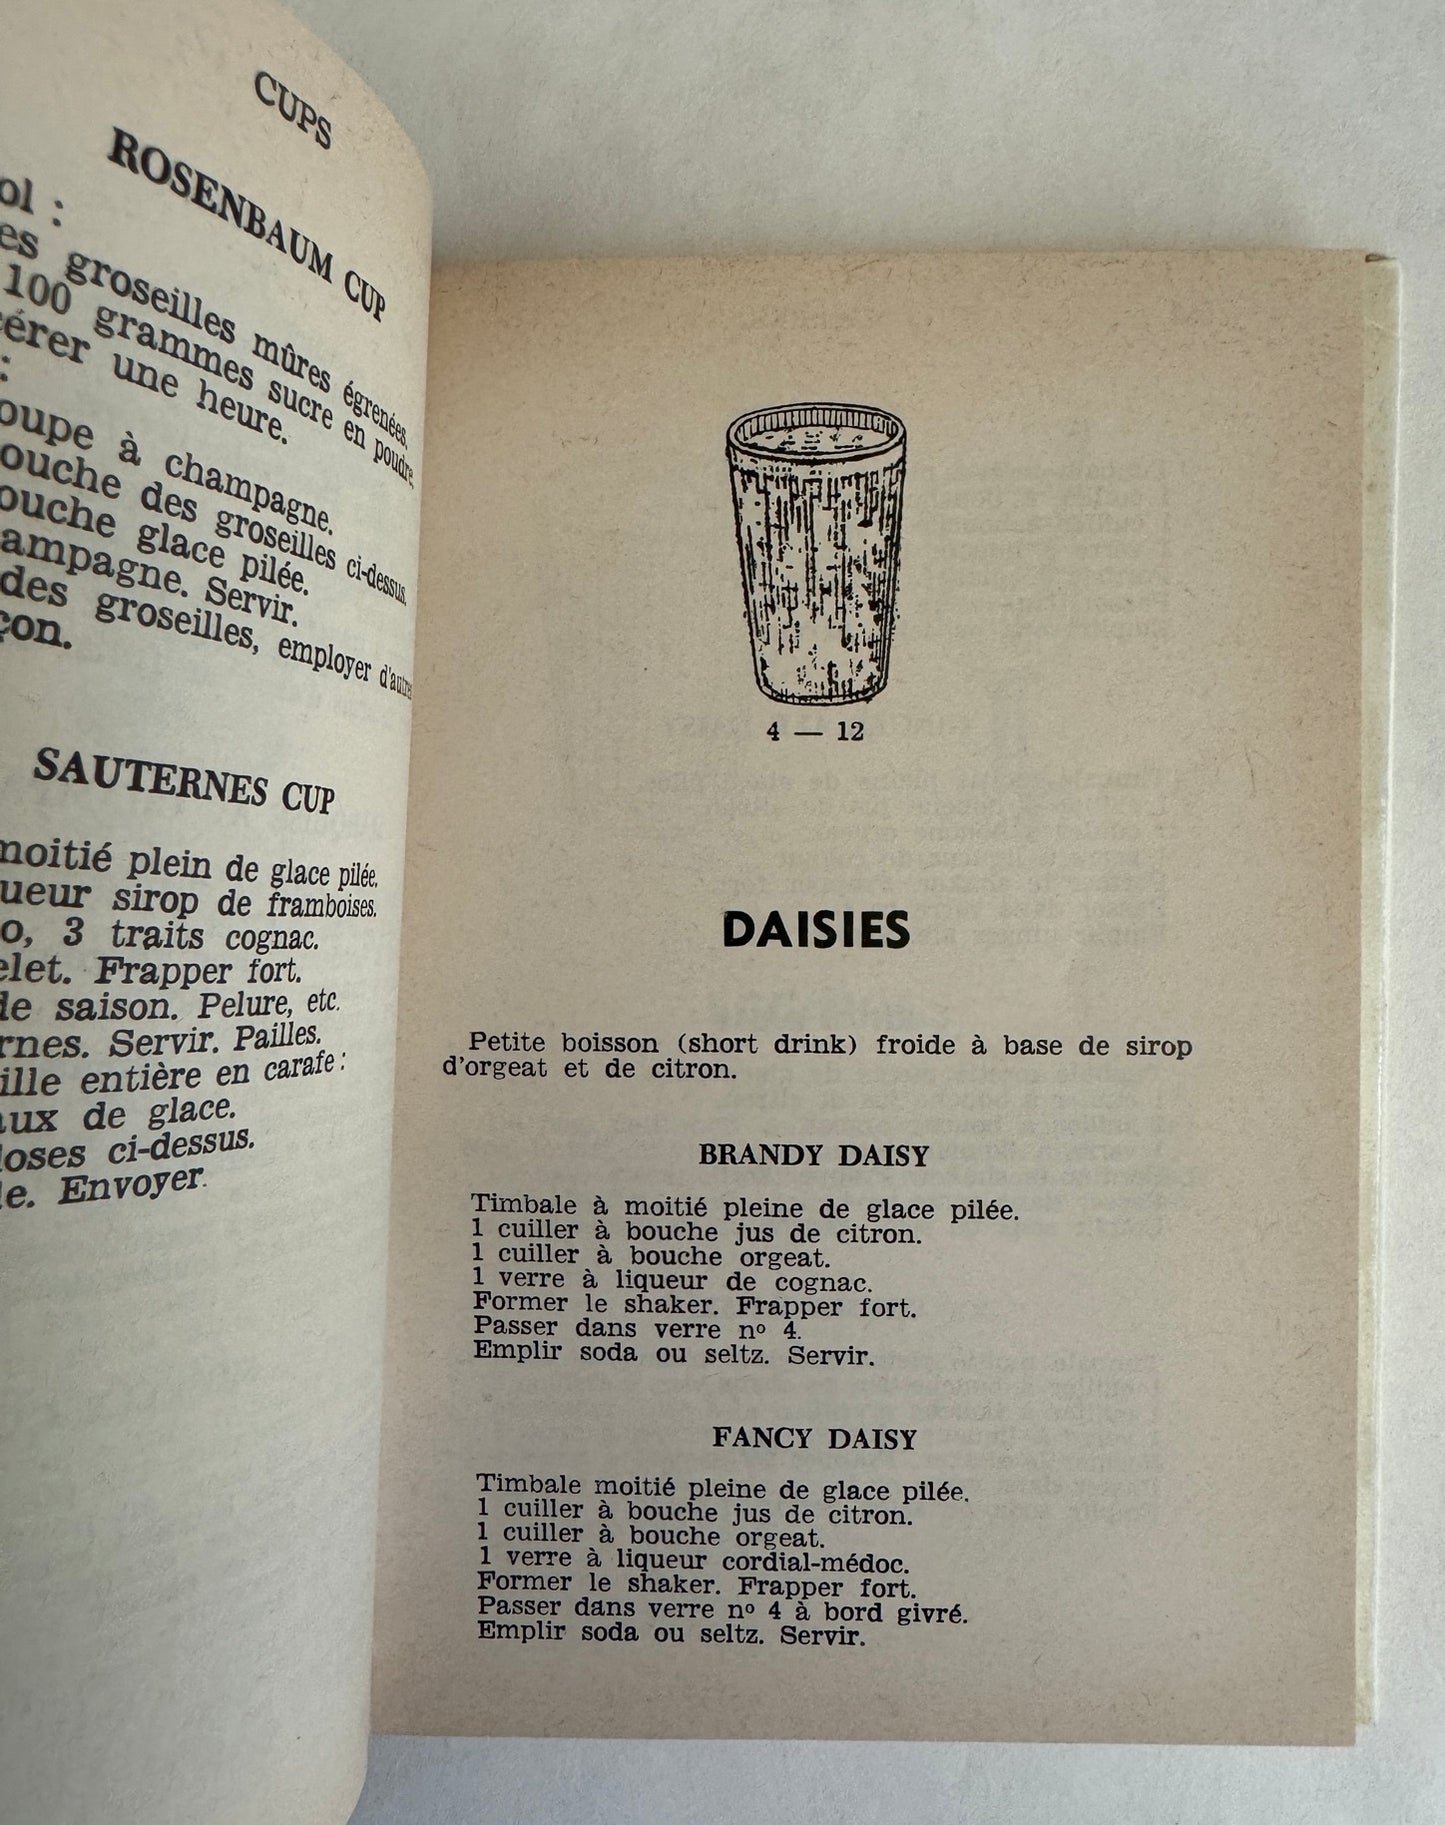 CUPS
ROSENBAUM CUP
ol :
es groseilles mûres égrenées.
100 grammes sucre en poudre.
érer une heure.
:
oupe à champagne.
ouche des groseilles ci-dessus.
ouche glace pilée.
ampagne. Servir.
des groseilles, employer d'autres
çon.
SAUTERNES CUP
moitié plein de glace pilée.
ueur sirop de framboises.
o, 3 traits cognac.
elet. Frapper fort.
de saison. Pelure, etc.
rnes. Servir. Pailles.
ille entière en carafe :
aux de glace.
doses ci-dessus.
le. Envoyer.
4 — 12
DAISIES
Petite boisson (short drink) froide à base de sirop
d'orgeat et de citron.
BRANDY DAISY
Timbale à moitié pleine de glace pilée.
1 cuiller à bouche jus de citron.
1 cuiller à bouche orgeat.
1 verre à liqueur de cognac.
Former le shaker. Frapper fort.
Passer dans verre nº 4.
Emplir soda ou seltz. Servir.
FANCY DAISY
Timbale moitié pleine de glace pilée.
1 cuiller à bouche jus de citron.
1 cuiller à bouche orgeat.
1 verre à liqueur cordial-médoc.
Former le shaker. Frapper fort.
Passer dans verre nº 4 à bord givré.
Emplir soda ou seltz. Servir.